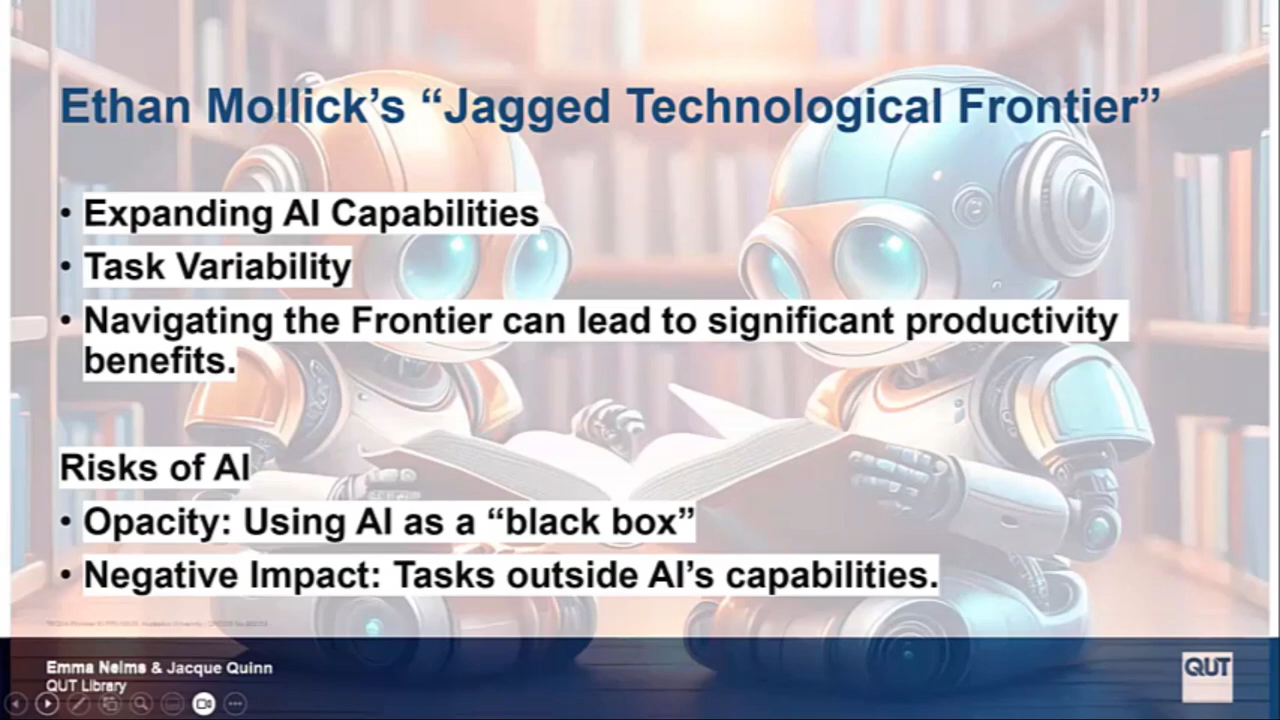 Ethan Mollick’s “Jagged Technological Frontier”
• Expanding AI Capabilities
• Task Variability
• Navigating the Frontier can lead to significant productivity
benefits.
Risks of AI
• Opacity: Using AI as a “black box”
• Negative Impact: Tasks outside AI’s capabilities.
Emma Nelms & Jacque Quinn
QUT Library
QUT